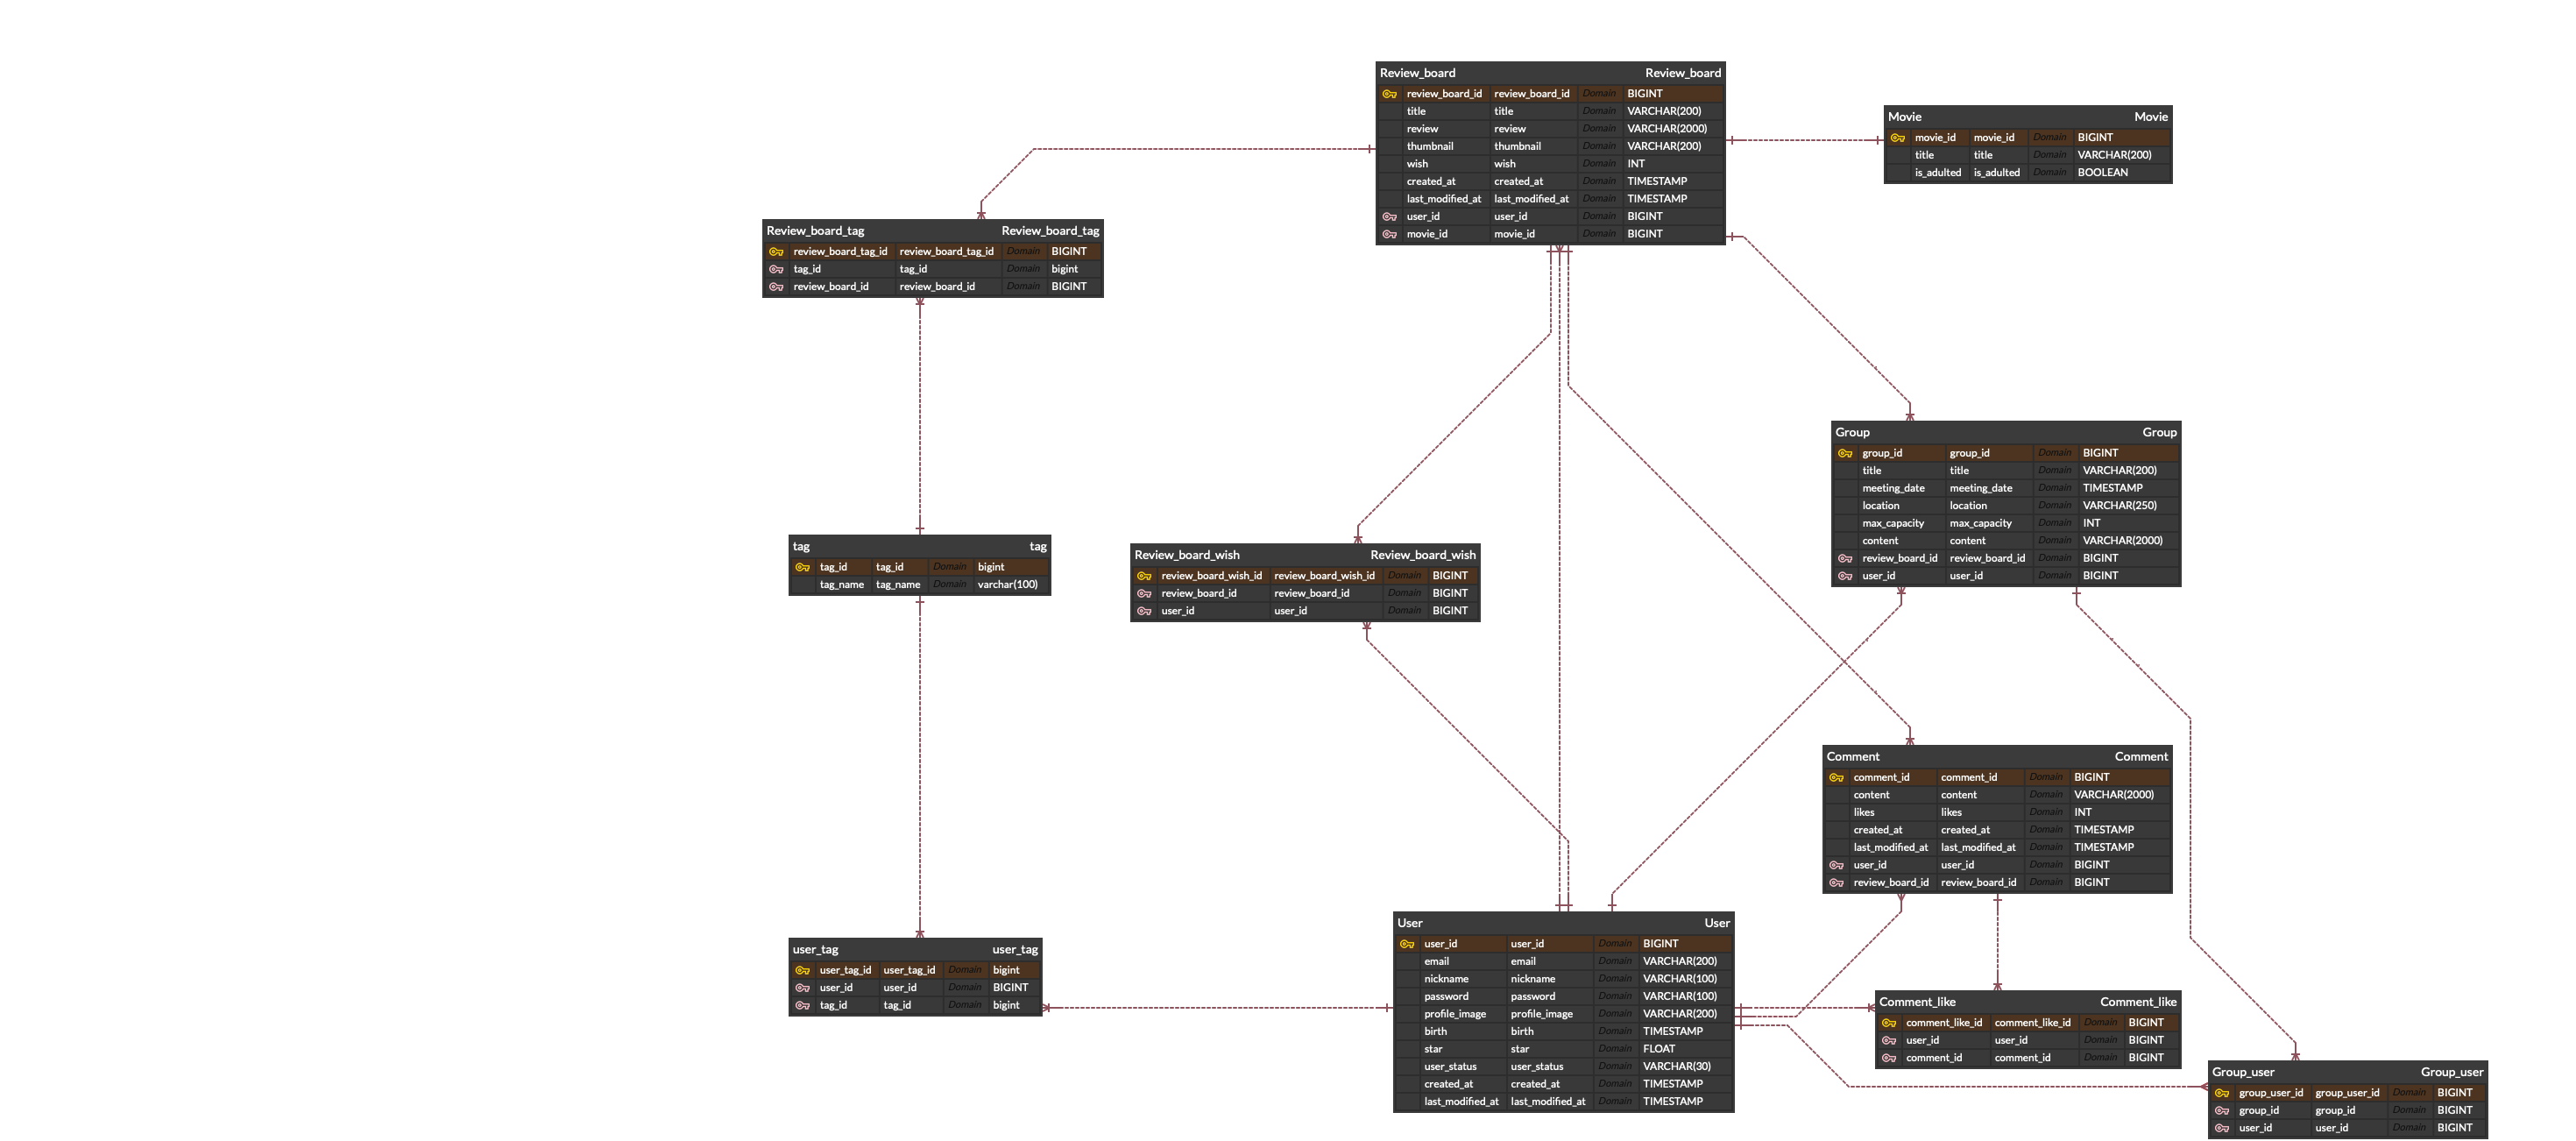 Review_board Review_board
review_board_id review_board_id Domain BIGINT
title title Domain VARCHAR(200)
review review Domain VARCHAR(2000)
thumbnail thumbnail Domain VARCHAR(200)
wish wish Domain INT
created_at created_at Domain TIMESTAMP
last_modified_at last_modified_at Domain TIMESTAMP
user_id user_id Domain BIGINT
movie_id movie_id Domain BIGINT
Movie Movie
movie_id movie_id Domain BIGINT
title title Domain VARCHAR(200)
is_adulted is_adulted Domain BOOLEAN
Review_board_tag Review_board_tag
review_board_tag_id review_board_tag_id Domain BIGINT
tag_id tag_id Domain bigint
review_board_id review_board_id Domain BIGINT
Group Group
group_id group_id Domain BIGINT
title title Domain VARCHAR(200)
meeting_date meeting_date Domain TIMESTAMP
location location Domain VARCHAR(250)
max_capacity max_capacity Domain INT
content content Domain VARCHAR(2000)
review_board_id review_board_id Domain BIGINT
user_id user_id Domain BIGINT
tag tag
tag_id tag_id Domain bigint
tag_name tag_name Domain varchar(100)
Review_board_wish Review_board_wish
review_board_wish_id review_board_wish_id Domain BIGINT
review_board_id review_board_id Domain BIGINT
user_id user_id Domain BIGINT
Comment Comment
comment_id comment_id Domain BIGINT
content content Domain VARCHAR(2000)
likes likes Domain INT
created_at created_at Domain TIMESTAMP
last_modified_at last_modified_at Domain TIMESTAMP
user_id user_id Domain BIGINT
review_board_id review_board_id Domain BIGINT
User User
user_id user_id Domain BIGINT
email email Domain VARCHAR(200)
nickname nickname Domain VARCHAR(100)
password password Domain VARCHAR(100)
profile_image profile_image Domain VARCHAR(200)
birth birth Domain TIMESTAMP
star star Domain FLOAT
user_status user_status Domain VARCHAR(30)
created_at created_at Domain TIMESTAMP
last_modified_at last_modified_at Domain TIMESTAMP
user_tag user_tag
user_tag_id user_tag_id Domain bigint
user_id user_id Domain BIGINT
tag_id tag_id Domain bigint
Comment_like Comment_like
comment_like_id comment_like_id Domain BIGINT
user_id user_id Domain BIGINT
comment_id comment_id Domain BIGINT
Group_user Group_user
group_user_id group_user_id Domain BIGINT
group_id group_id Domain BIGINT
user_id user_id Domain BIGINT